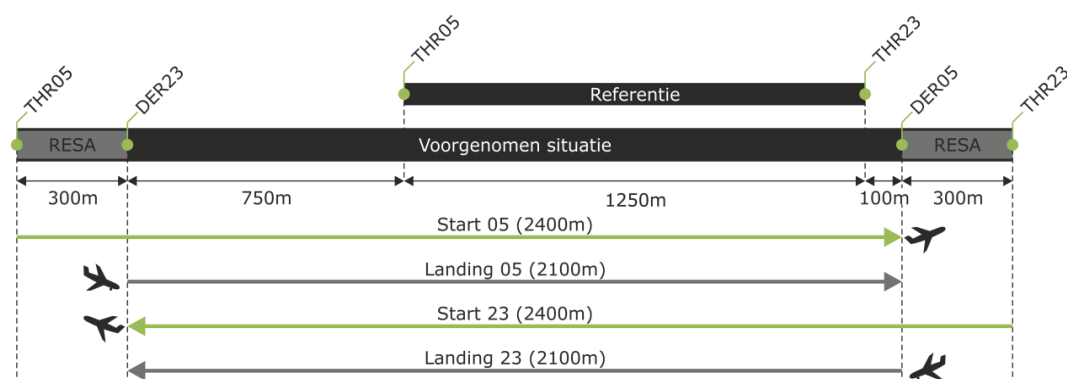 THR05
THR23
THR05
DER23
DER05
THR23
Referentie
RESA
Voorgenomen situatie
RESA
300m
750m
1250m
100m
300m
Start 05 (2400m)
Landing 05 (2100m)
Start 23 (2400m)
Landing 23 (2100m)